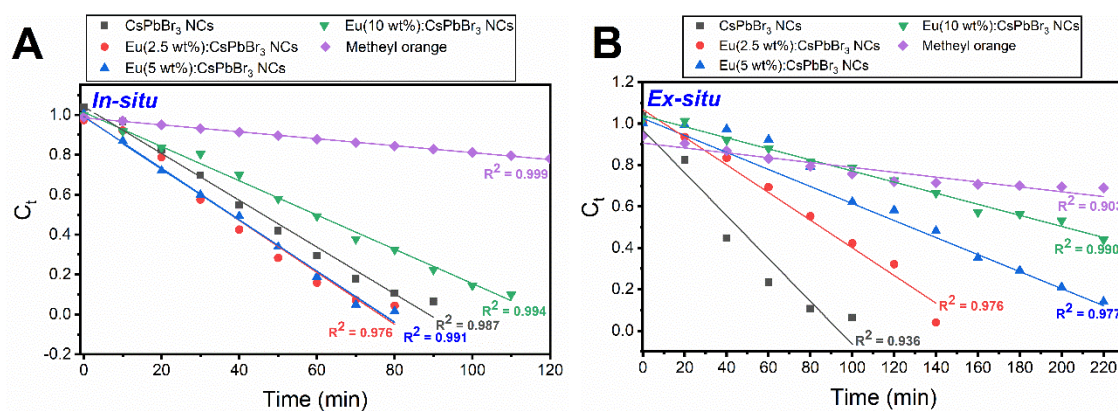 A
CsPbBr₃ NCs
Eu(2.5 wt%):CsPbBr₃ NCs
Eu(5 wt%):CsPbBr₃ NCs
Eu(10 wt%):CsPbBr₃ NCs
Metheyl orange
In-situ
1.0
0.8
0.6
0.4
0.2
0.0
-0.2
Cₜ
R² = 0.999
R² = 0.994
R² = 0.987
R² = 0.991
R² = 0.976
0 20 40 60 80 100 120
Time (min)
B
CsPbBr₃ NCs
Eu(2.5 wt%):CsPbBr₃ NCs
Eu(5 wt%):CsPbBr₃ NCs
Eu(10 wt%):CsPbBr₃ NCs
Metheyl orange
Ex-situ
1.2
1.0
0.8
0.6
0.4
0.2
0.0
Cₜ
R² = 0.903
R² = 0.990
R² = 0.977
R² = 0.976
R² = 0.936
0 20 40 60 80 100 120 140 160 180 200 220
Time (min)